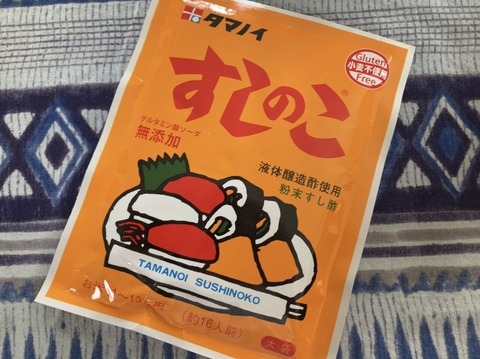 タマノイ
Gluten
小麦不使用
Free
すしのこ®
グルタミン酸ソーダ
無添加
液体醸造酢使用
粉末すし酢
TAMANOI SUSHINOKO
(約16人前)
大袋